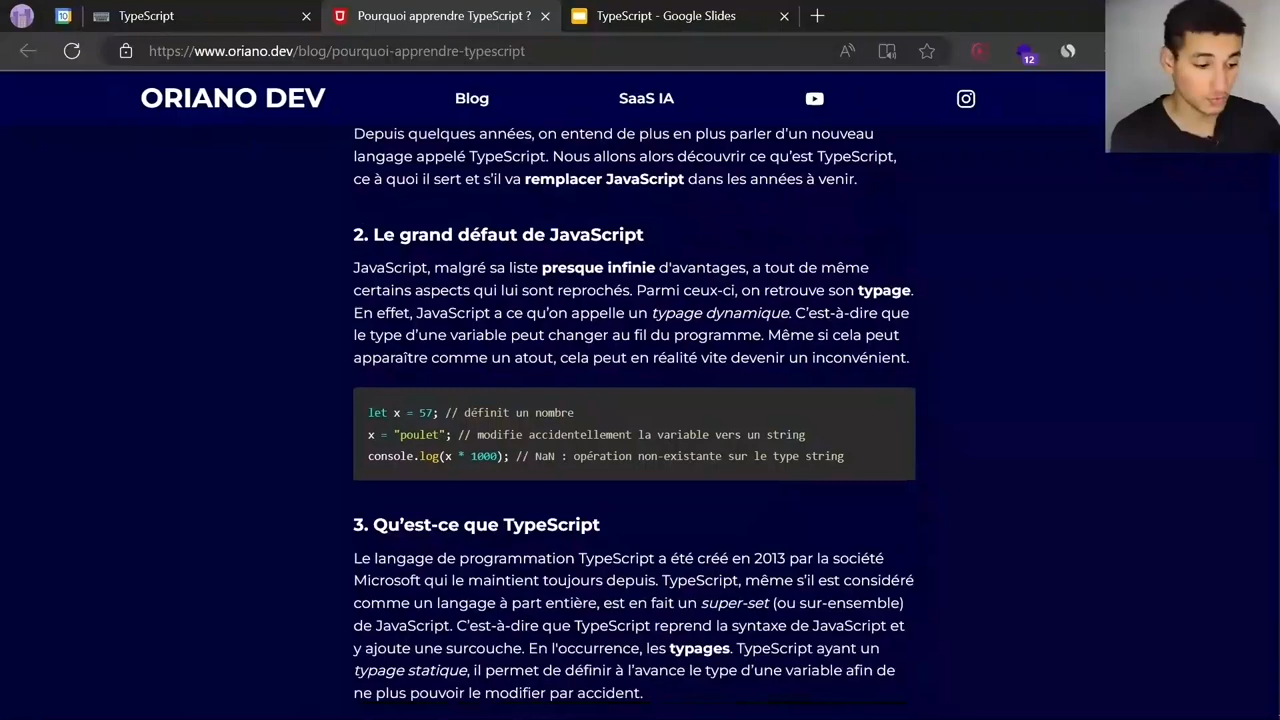 TypeScript
Pourquoi apprendre TypeScript ?
TypeScript - Google Slides
https://www.oriano.dev/blog/pourquoi-apprendre-typescript
12
ORIANO DEV
Blog
SaaS IA
Depuis quelques années, on entend de plus en plus parler d’un nouveau
langage appelé TypeScript. Nous allons alors découvrir ce qu’est TypeScript,
ce à quoi il sert et s’il va remplacer JavaScript dans les années à venir.
2. Le grand défaut de JavaScript
JavaScript, malgré sa liste presque infinie d'avantages, a tout de même
certains aspects qui lui sont reprochés. Parmi ceux-ci, on retrouve son typage.
En effet, JavaScript a ce qu’on appelle un typage dynamique. C’est-à-dire que
le type d’une variable peut changer au fil du programme. Même si cela peut
apparaître comme un atout, cela peut en réalité vite devenir un inconvénient.
let x = 57; // définit un nombre
x = "poulet"; // modifie accidentellement la variable vers un string
console.log(x * 1000); // NaN : opération non-existante sur le type string
3. Qu’est-ce que TypeScript
Le langage de programmation TypeScript a été créé en 2013 par la société
Microsoft qui le maintient toujours depuis. TypeScript, même s’il est considéré
comme un langage à part entière, est en fait un super-set (ou sur-ensemble)
de JavaScript. C’est-à-dire que TypeScript reprend la syntaxe de JavaScript et
y ajoute une surcouche. En l'occurrence, les typages. TypeScript ayant un
typage statique, il permet de définir à l’avance le type d’une variable afin de
ne plus pouvoir le modifier par accident.